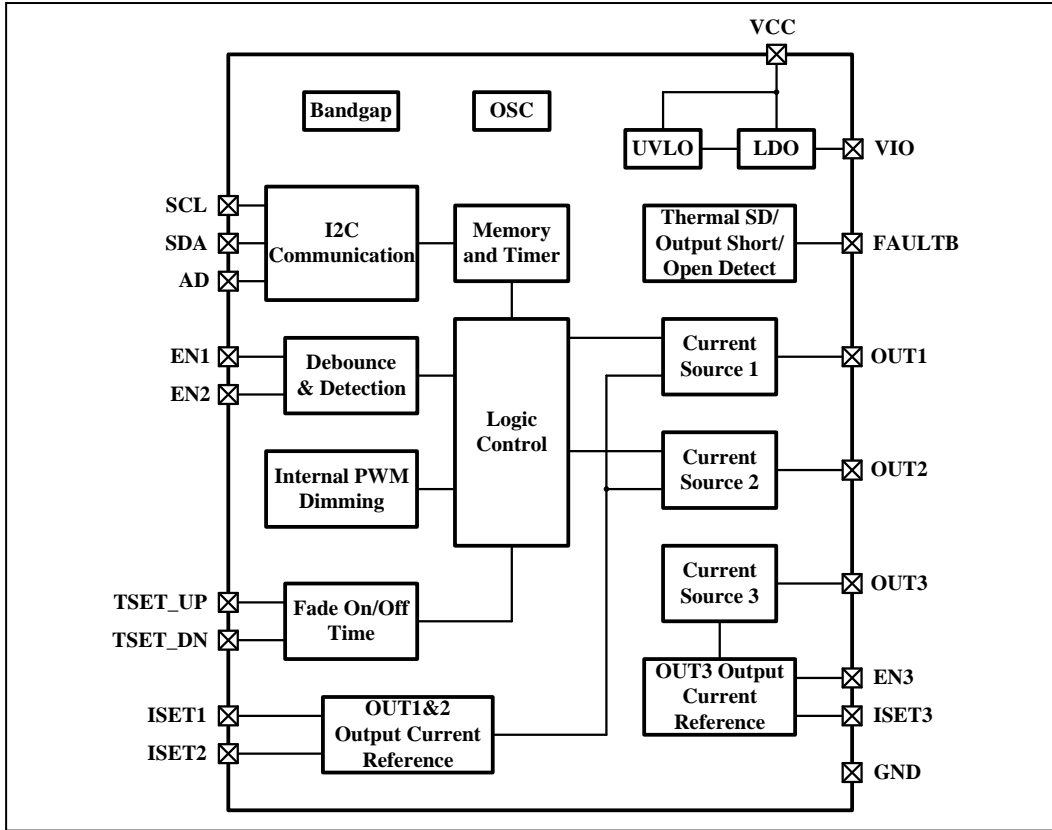 VCC
Bandgap
OSC
UVLO
LDO
VIO
SCL
SDA
AD
I2C
Communication
Memory
and Timer
Thermal SD/
Output Short/
Open Detect
FAULTB
EN1
EN2
Debounce
& Detection
Logic
Control
Current
Source 1
OUT1
Internal PWM
Dimming
Current
Source 2
OUT2
TSET_UP
TSET_DN
Fade On/Off
Time
Current
Source 3
OUT3
ISET1
ISET2
OUT1&2
Output Current
Reference
OUT3 Output
Current
Reference
EN3
ISET3
GND